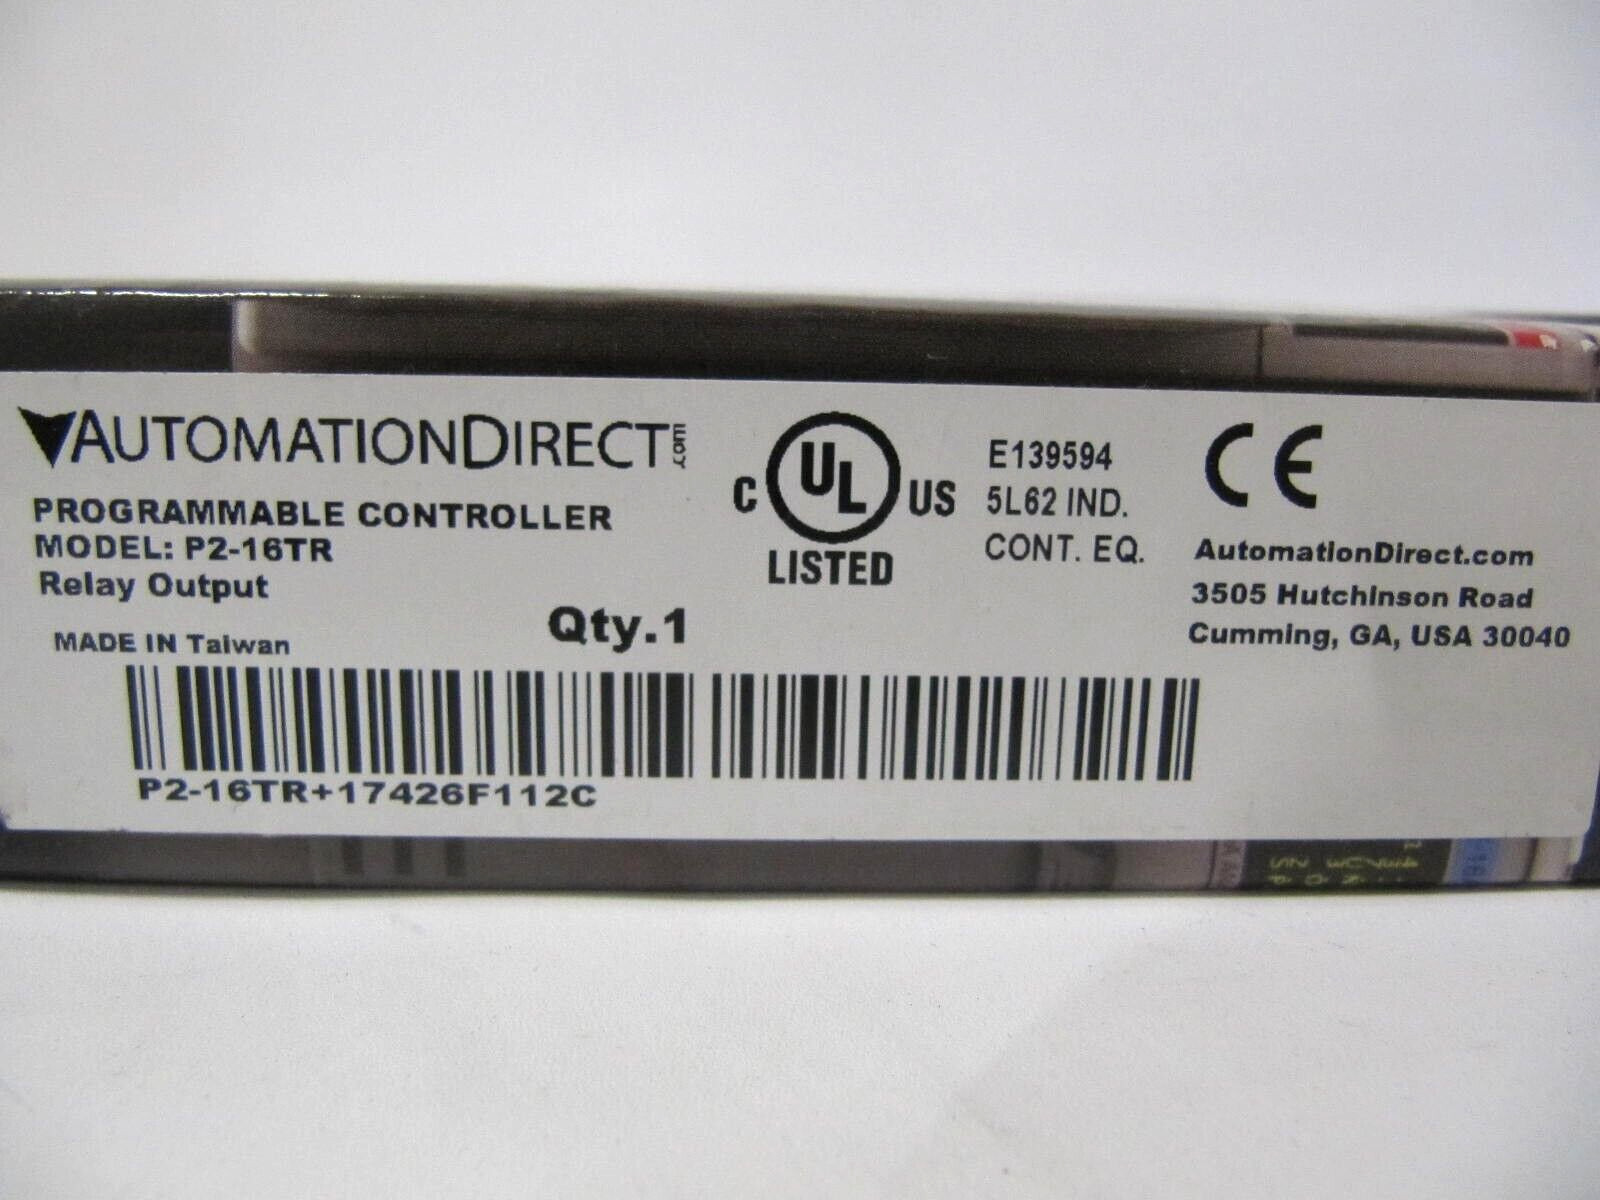 AUTOMATIONDIRECT.COM
PROGRAMMABLE CONTROLLER
MODEL: P2-16TR
Relay Output
MADE IN Taiwan
Qty.1
C UL US
LISTED
E139594
5L62 IND.
CONT. EQ.
CE
AutomationDirect.com
3505 Hutchinson Road
Cumming, GA, USA 30040
P2-16TR+17426F112C